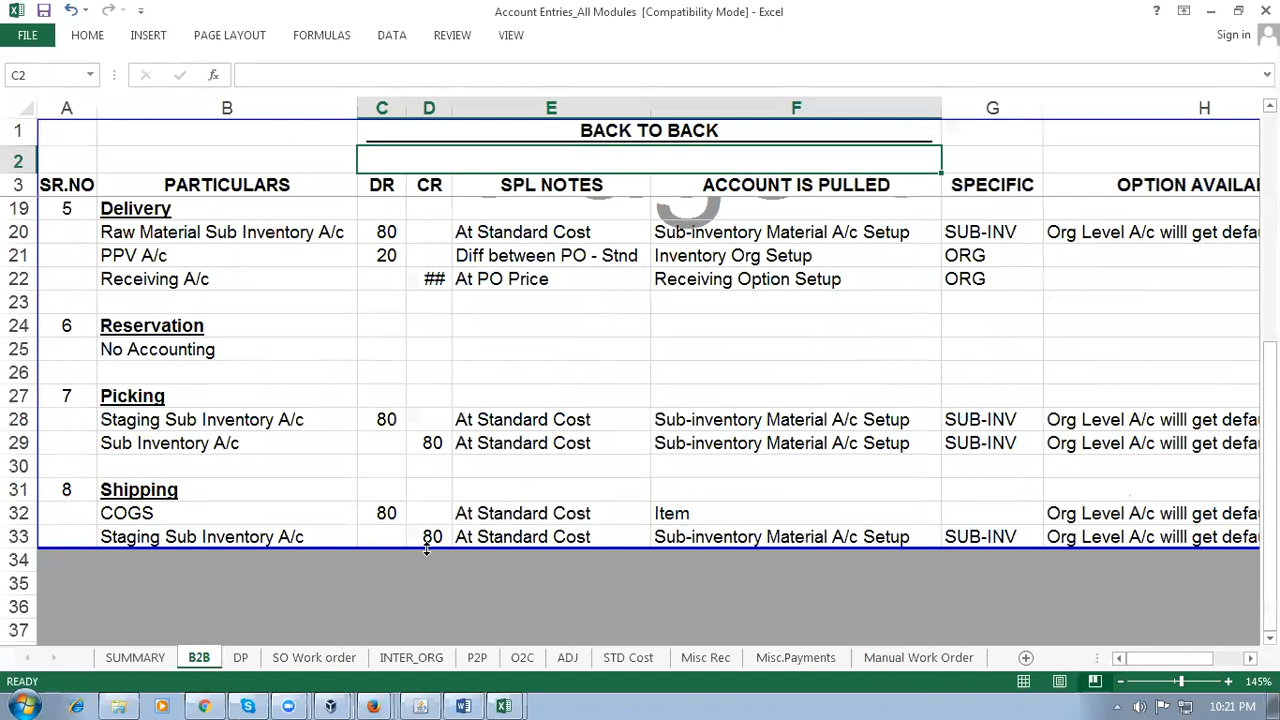 Account Entries_All Modules [Compatibility Mode] - Excel
FILE HOME INSERT PAGE LAYOUT FORMULAS DATA REVIEW VIEW Sign in
C2
A B C D E F G H
1 BACK TO BACK
2
3 SR.NO PARTICULARS DR CR SPL NOTES ACCOUNT IS PULLED SPECIFIC OPTION AVAILA
19 5 Delivery
20 Raw Material Sub Inventory A/c 80 At Standard Cost Sub-inventory Material A/c Setup SUB-INV Org Level A/c willl get defa
21 PPV A/c 20 Diff between PO - Stnd Inventory Org Setup ORG
22 Receiving A/c ## At PO Price Receiving Option Setup ORG
23
24 6 Reservation
25 No Accounting
26
27 7 Picking
28 Staging Sub Inventory A/c 80 At Standard Cost Sub-inventory Material A/c Setup SUB-INV Org Level A/c willl get defa
29 Sub Inventory A/c 80 At Standard Cost Sub-inventory Material A/c Setup SUB-INV Org Level A/c willl get defa
30
31 8 Shipping
32 COGS 80 At Standard Cost Item Org Level A/c willl get defa
33 Staging Sub Inventory A/c 80 At Standard Cost Sub-inventory Material A/c Setup SUB-INV Org Level A/c willl get defa
34
35
36
37
SUMMARY B2B DP SO Work order INTER_ORG P2P O2C ADJ STD Cost Misc Rec Misc.Payments Manual Work Order
READY 145%
10:21 PM